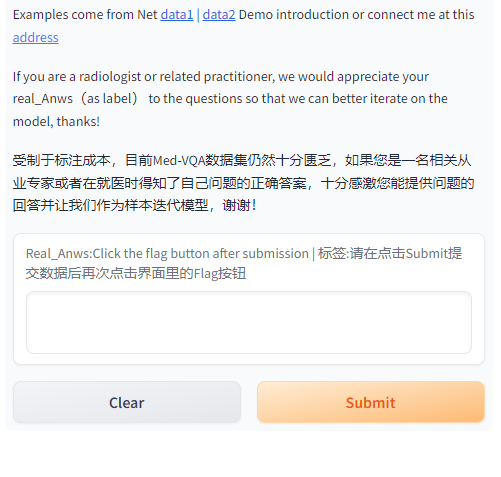 Examples come from Net data1 | data2 Demo introduction or connect me at this
address
If you are a radiologist or related practitioner, we would appreciate your
real_Anws（as label） to the questions so that we can better iterate on the
model, thanks!
受制于标注成本，目前Med-VQA数据集仍然十分匮乏，如果您是一名相关从
业专家或者在就医时得知了自己问题的正确答案，十分感激您能提供问题的
回答并让我们作为样本迭代模型，谢谢！
Real_Anws:Click the flag button after submission | 标签:请在点击Submit提
交数据后再次点击界面里的Flag按钮
Clear
Submit